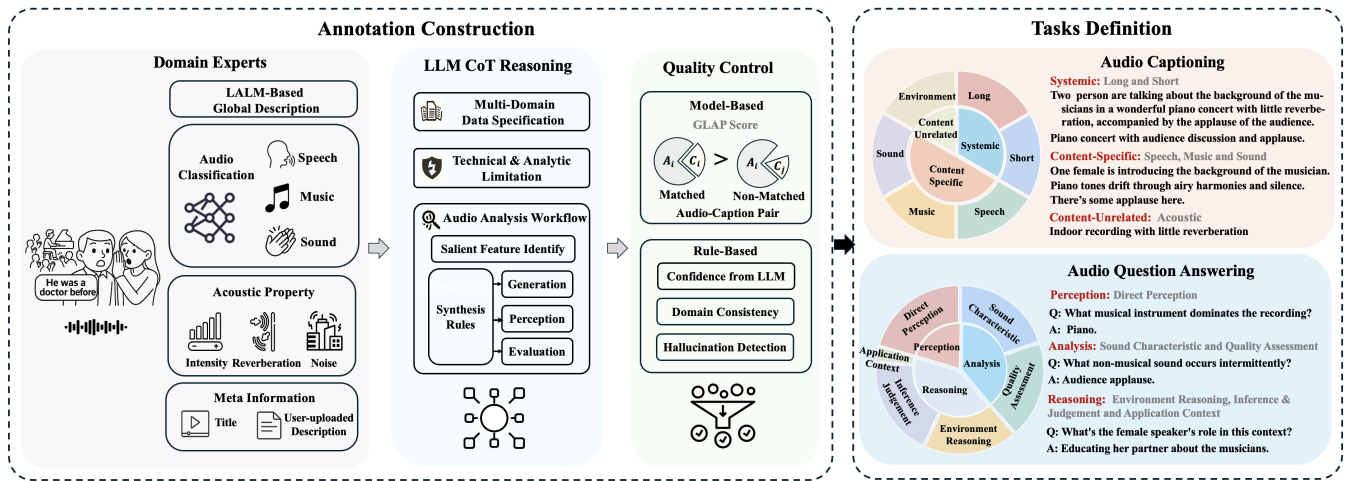 Annotation Construction
Domain Experts
LALM-Based
Global Description
Audio
Classification
Speech
Music
Sound
He was a
doctor before
Acoustic Property
Intensity
Reverberation
Noise
Meta Information
Title
User-uploaded
Description
LLM CoT Reasoning
Multi-Domain
Data Specification
Technical & Analytic
Limitation
Audio Analysis Workflow
Salient Feature Identify
Synthesis
Rules
Generation
Perception
Evaluation
Quality Control
Model-Based
GLAP Score
Ai
Ci
>
Ai
Cj
Matched
Non-Matched
Audio-Caption Pair
Rule-Based
Confidence from LLM
Domain Consistency
Hallucination Detection
Tasks Definition
Audio Captioning
Environment
Long
Content
Unrelated
Systemic
Sound
Short
Content
Specific
Music
Speech
Systemic: Long and Short
Two person are talking about the background of the mu-
sicians in a wonderful piano concert with little reverbe-
ration, accompanied by the applause of the audience.
Piano concert with audience discussion and applause.
Content-Specific: Speech, Music and Sound
One female is introducing the background of the musician.
Piano tones drift through airy harmonies and silence.
There's some applause here.
Content-Unrelated: Acoustic
Indoor recording with little reverberation
Audio Question Answering
Direct
Perception
Sound
Characteristic
Perception
Application
Context
Analysis
Reasoning
Quality
Assessment
Inference
Judgement
Environment
Reasoning
Perception: Direct Perception
Q: What musical instrument dominates the recording?
A: Piano.
Analysis: Sound Characteristic and Quality Assessment
Q: What non-musical sound occurs intermittently?
A: Audience applause.
Reasoning: Environment Reasoning, Inference &
Judgement and Application Context
Q: What's the female speaker's role in this context?
A: Educating her partner about the musicians.